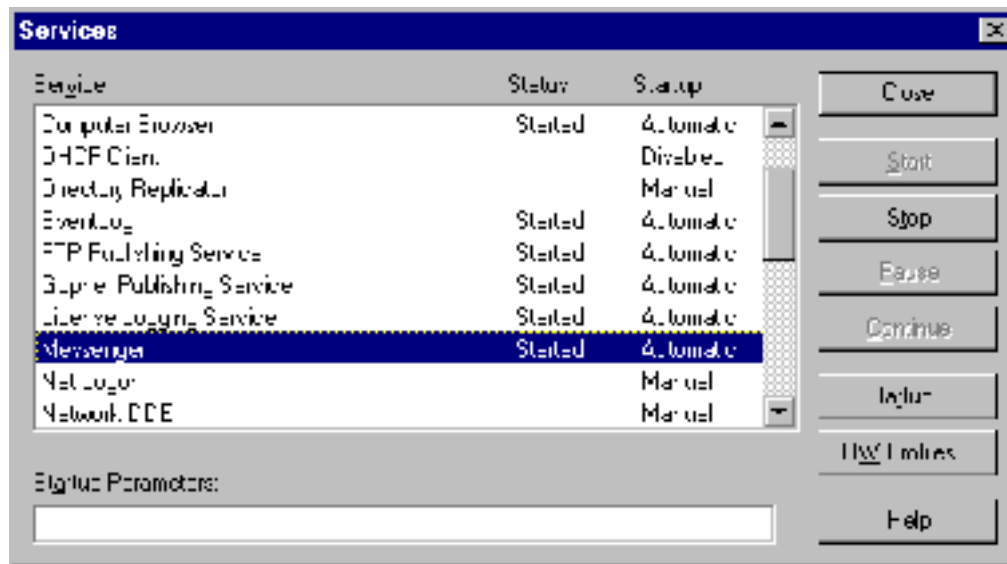 Services
Service Status Startup
Computer Browser Started Automatic
DHCP Client Disabled
Directory Replicator Manual
EventLog Started Automatic
FTP Publishing Service Started Automatic
Gopher Publishing Service Started Automatic
License Logging Service Started Automatic
Messenger Started Automatic
Net Logon Manual
Network DDE Manual
Startup Parameters:
Close
Start
Stop
Pause
Continue
Startup...
HW Profiles...
Help